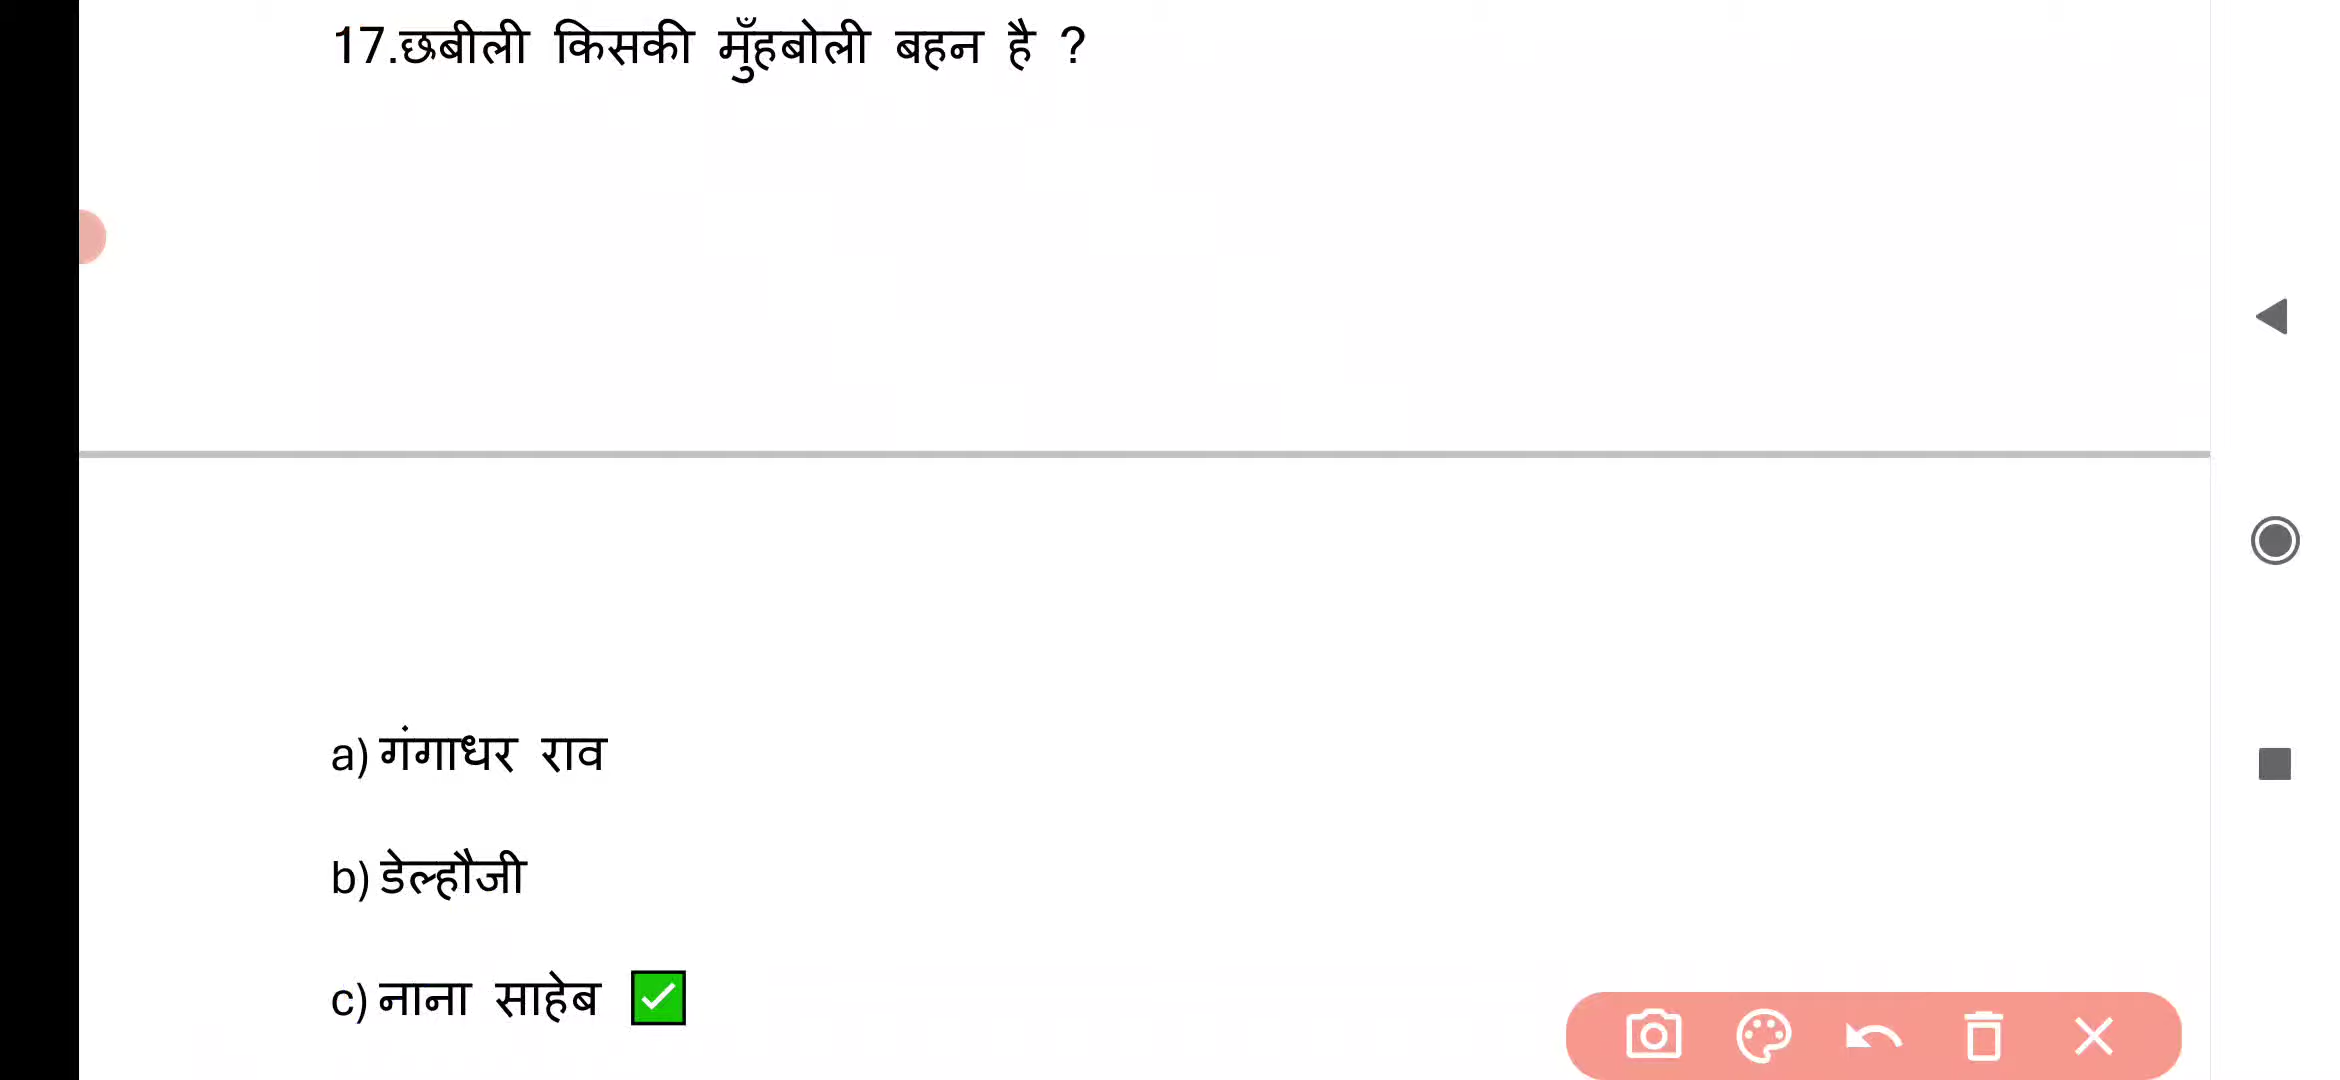 17.छबीली किसकी मुँहबोली बहन है ?
a) गंगाधर राव
b) डेल्हौजी
c) नाना साहेब ✅